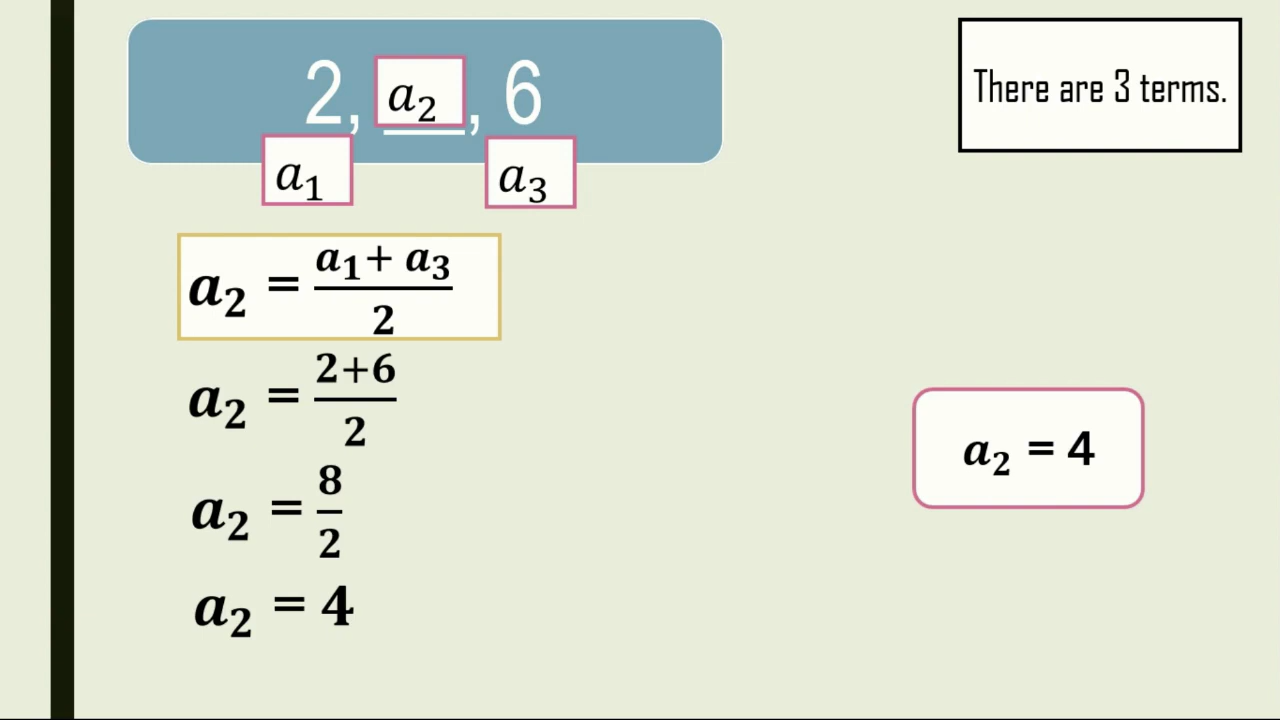 2, a₂, 6
There are 3 terms.
a₁ a₃
a₂ = (a₁ + a₃)/2
a₂ = (2+6)/2
a₂ = 8/2
a₂ = 4
a₂ = 4